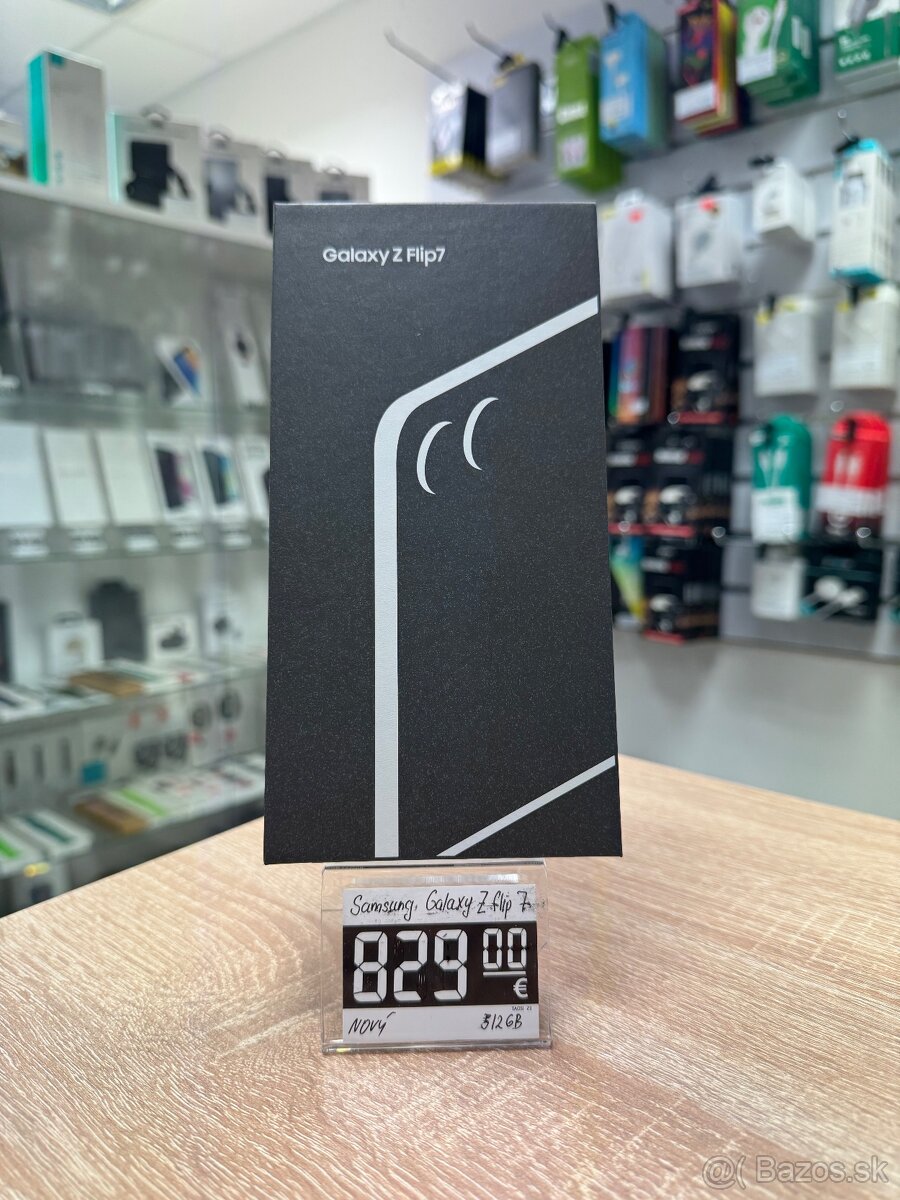 Galaxy Z Flip7
Samsung. Galaxy Z flip 7
829 00
€
NOVÝ 512GB
@( Bazos.sk